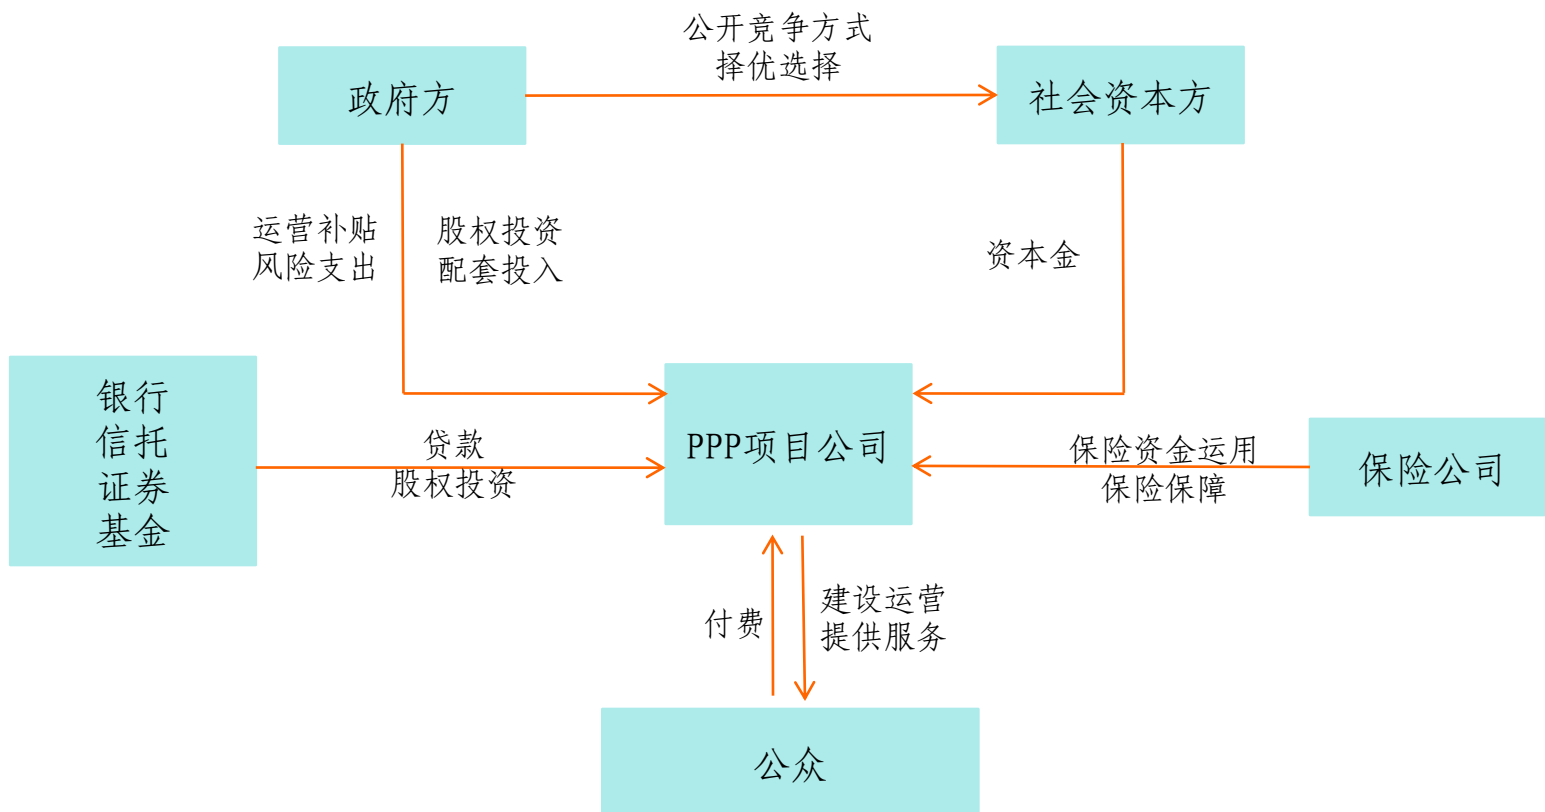 公开竞争方式
择优选择
政府方
社会资本方
运营补贴
风险支出
股权投资
配套投入
资本金
银行
信托
证券
基金
贷款
股权投资
PPP项目公司
保险资金运用
保险保障
保险公司
付费
建设运营
提供服务
公众